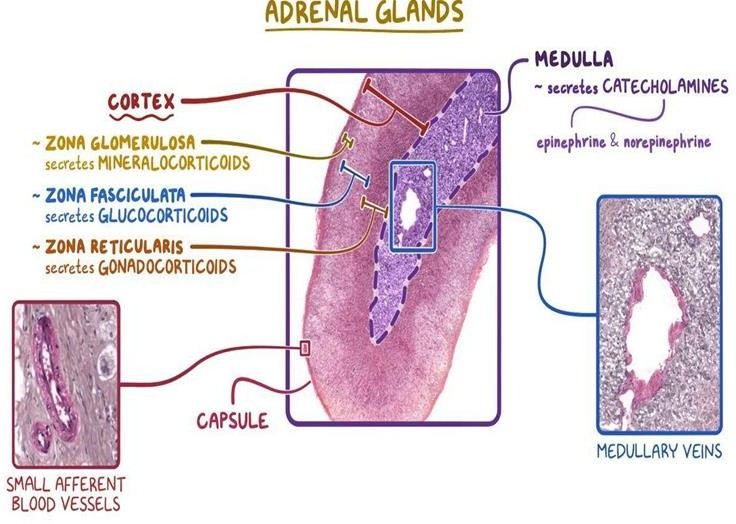 ADRENAL GLANDS
CORTEX
~ ZONA GLOMERULOSA
secretes MINERALOCORTICOIDS
~ ZONA FASCICULATA
secretes GLUCOCORTICOIDS
~ ZONA RETICULARIS
secretes GONADOCORTICOIDS
MEDULLA
~ secretes CATECHOLAMINES
epinephrine & norepinephrine
CAPSULE
SMALL AFFERENT
BLOOD VESSELS
MEDULLARY VEINS